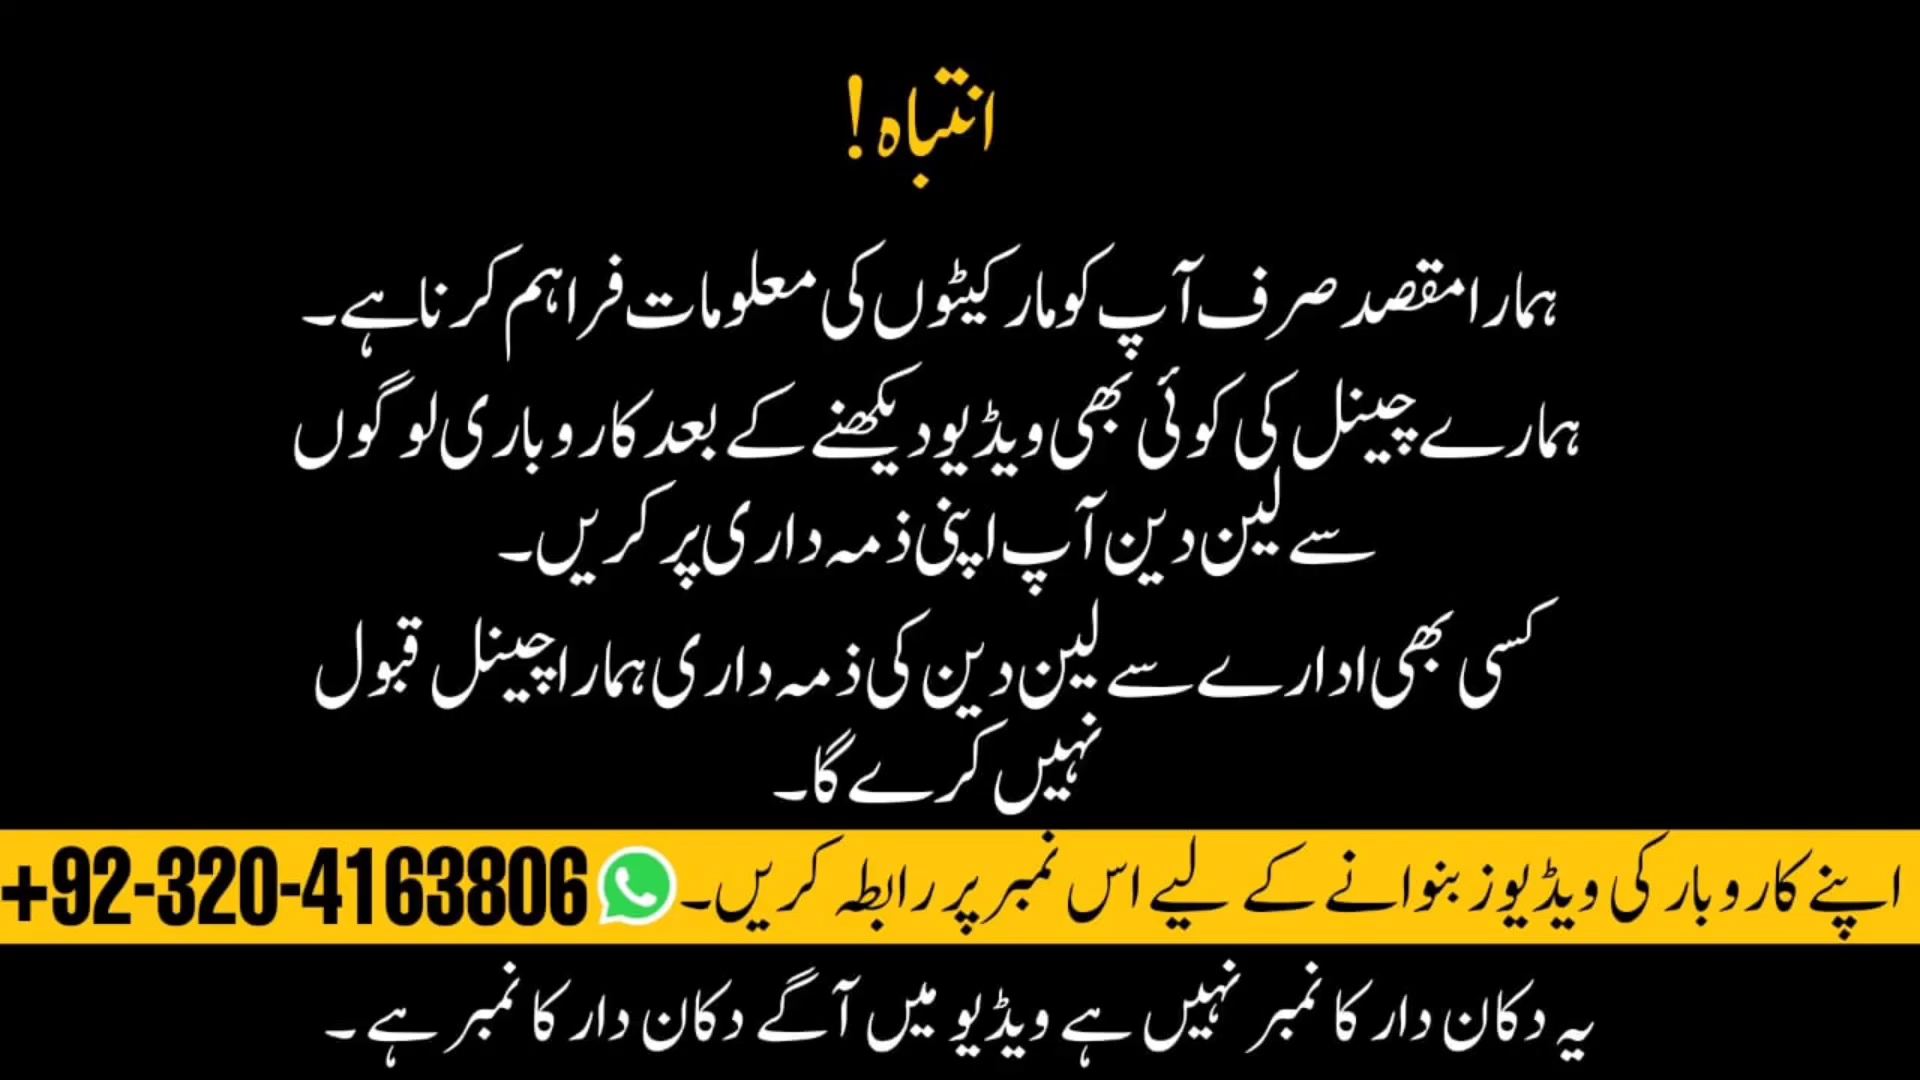 انتباہ!
ہمارا مقصد صرف آپ کو مارکیٹوں کی معلومات فراہم کرنا ہے۔
ہمارے چینل کی کوئی بھی ویڈیو دیکھنے کے بعد کاروباری لوگوں
سے لین دین آپ اپنی ذمہ داری پر کریں۔
کسی بھی ادارے سے لین دین کی ذمہ داری ہمارا چینل قبول
نہیں کرے گا۔
اپنے کاروبار کی ویڈیوز بنوانے کے لیے اس نمبر پر رابطہ کریں۔ +92-320-4163806
یہ دکان دار کا نمبر نہیں ہے ویڈیو میں آگے دکان دار کا نمبر ہے۔